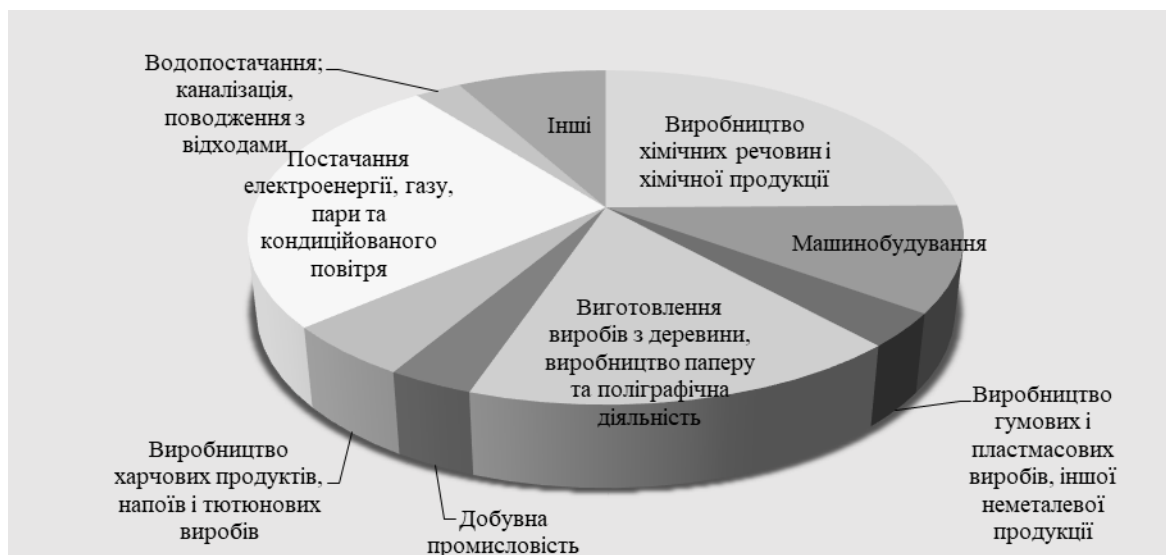 Водопостачання;
каналізація,
поводження з
відходами
Інші
Виробництво
хімічних речовин і
хімічної продукції
Постачання
електроенергії, газу,
пари та
кондиційованого
повітря
Машинобудування
Виготовлення
виробів з деревини,
виробництво паперу
та поліграфічна
діяльність
Виробництво
гумових і
пластмасових
виробів, іншої
неметалевої
продукції
Виробництво
харчових продуктів,
напоїв і тютюнових
виробів
Добувна
промисловість